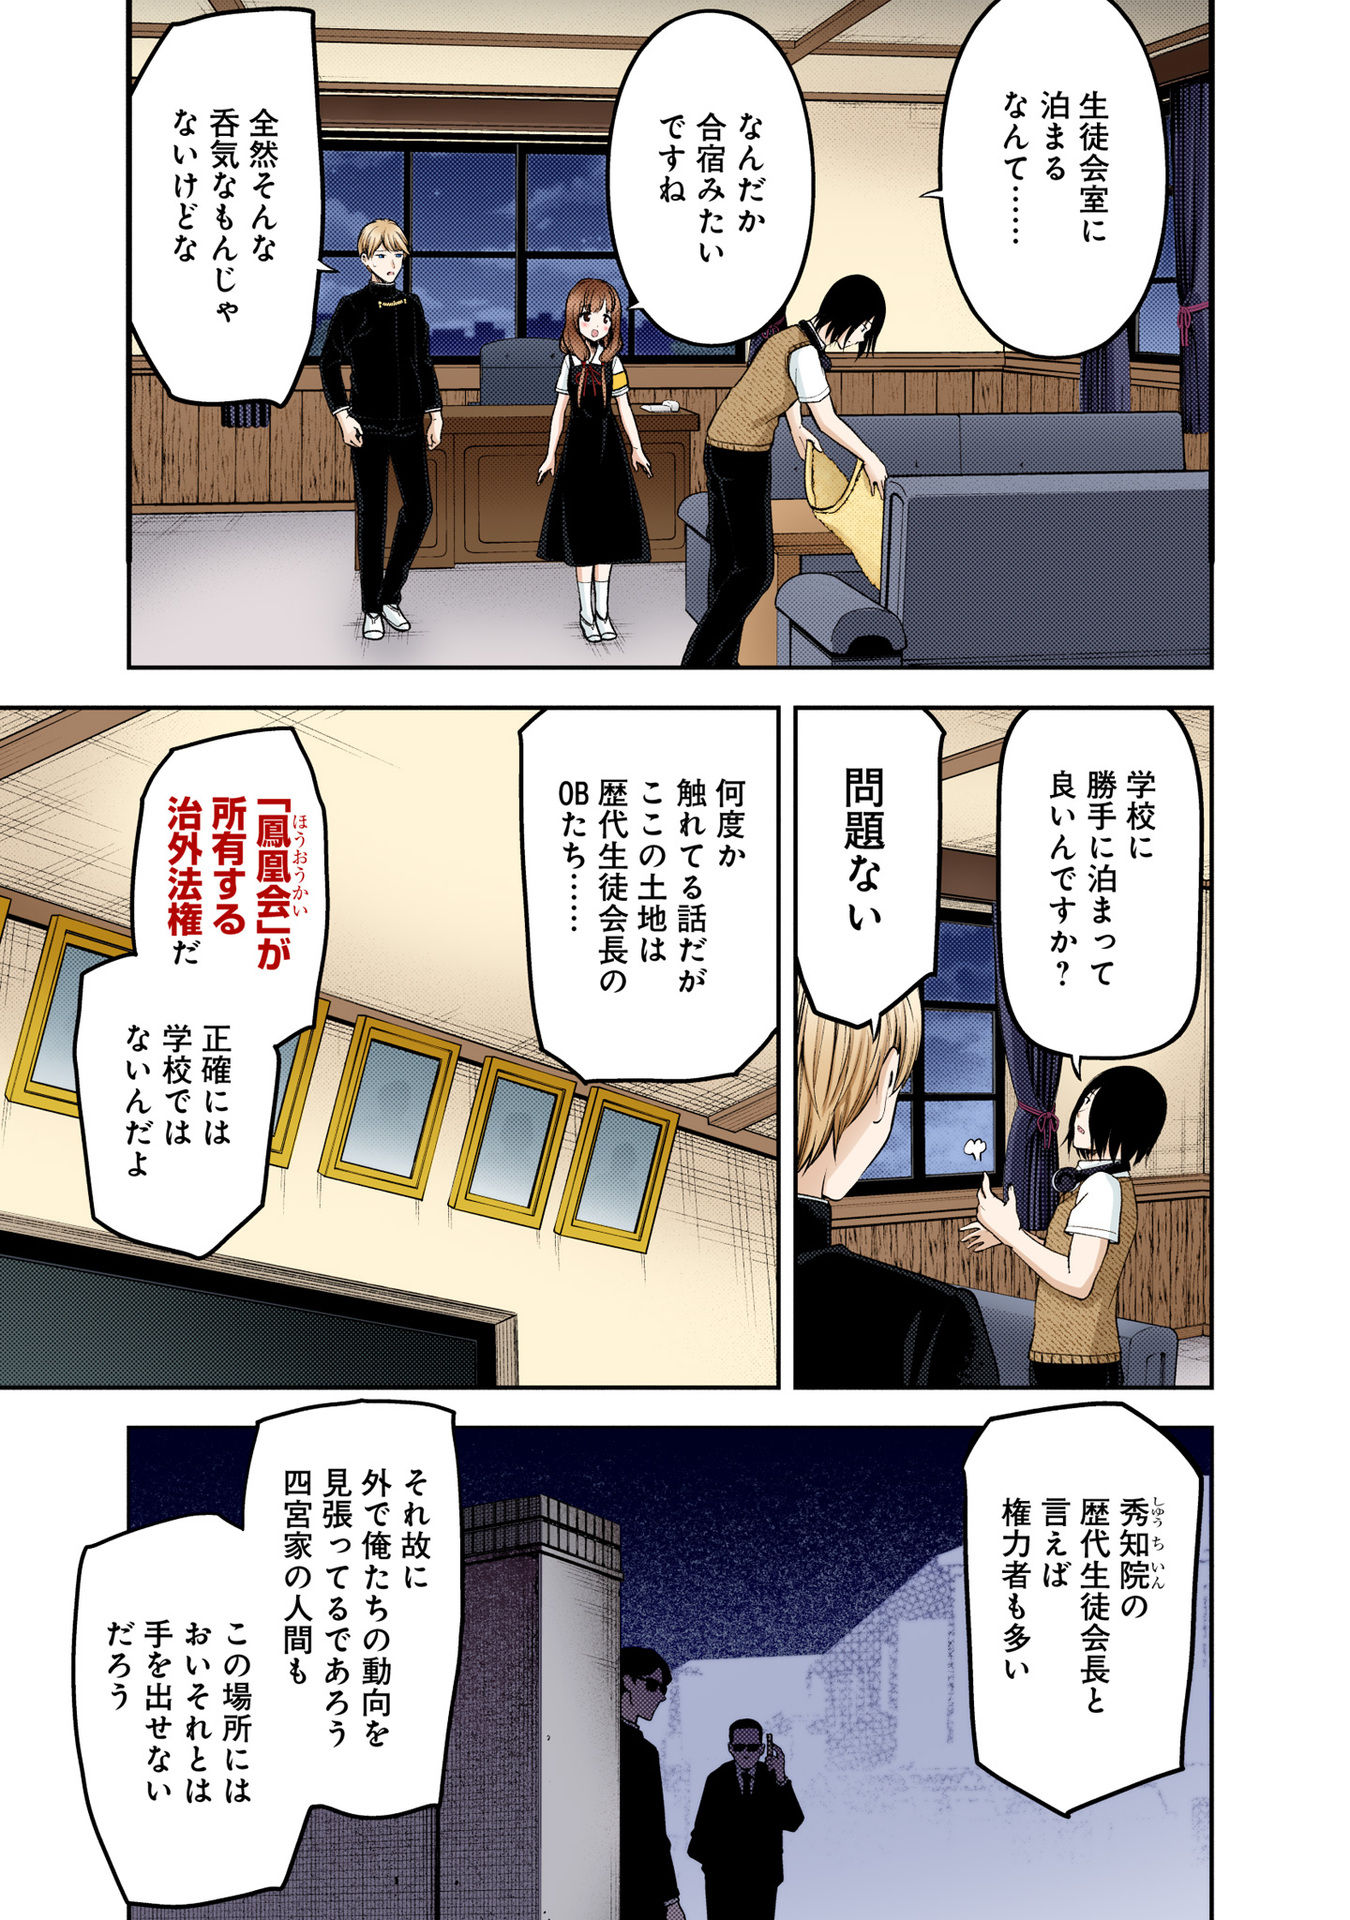 生徒会室に
泊まる
なんて……
なんだか
合宿みたい
ですね
全然そんな
呑気なもんじゃ
ないけどな
学校に
勝手に泊まって
良いんですか?
問題ない
何度か
触れてる話だが
ここの土地は
歴代生徒会長の
OBたち……
「鳳凰会」が
ほうおうかい
所有する
治外法権だ
正確には
学校では
ないんだよ
秀知院の
しゅうちいん
歴代生徒会長と
言えば
権力者も多い
それ故に
外で俺たちの動向を
見張ってるであろう
四宮家の人間も
この場所には
おいそれとは
手を出せない
だろう